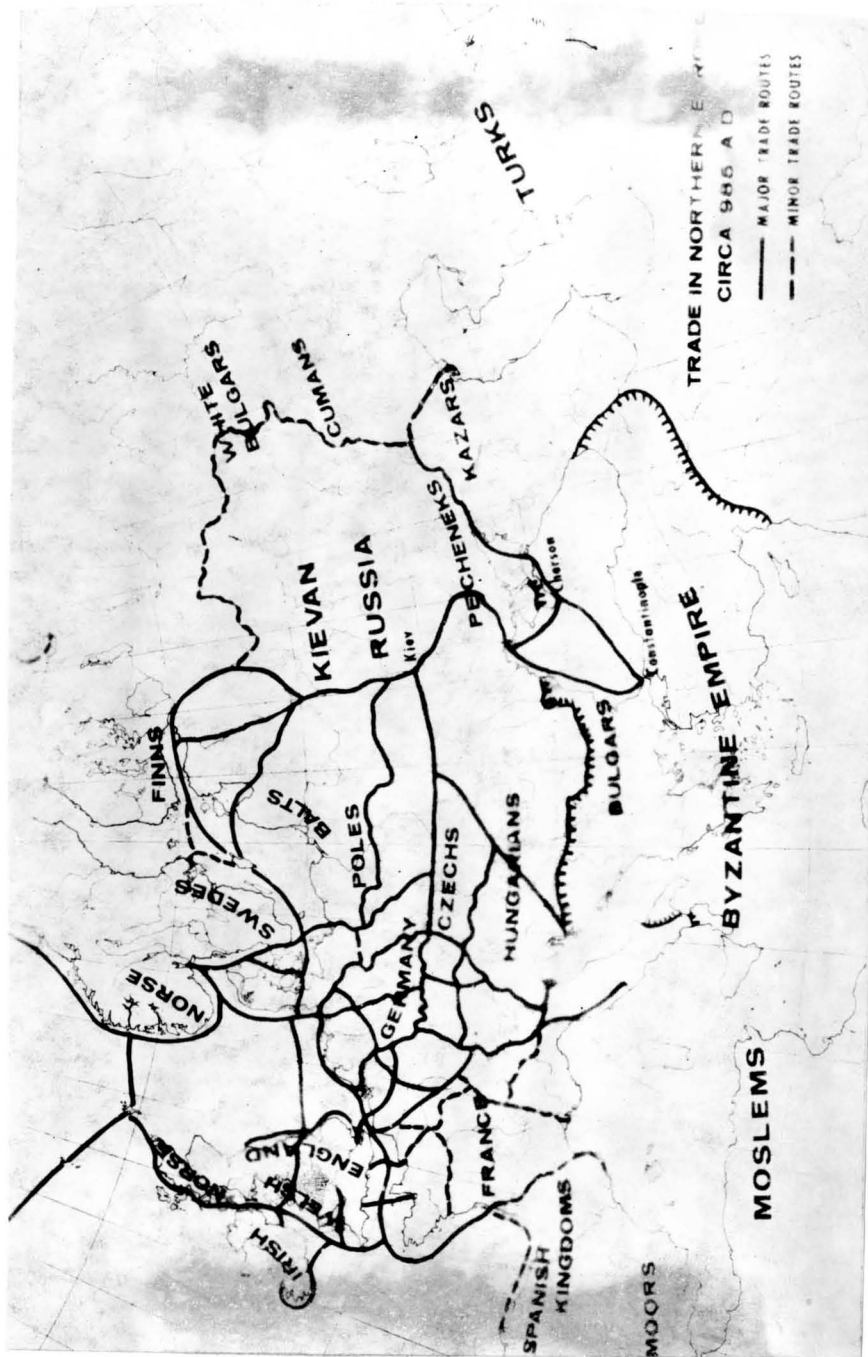 TRADE IN NORTHERN
CIRCA 985 A D
MAJOR TRADE ROUTES
MINOR TRADE ROUTES
NORSE
SWEDES
FINNS
WHITE
BULGARS
CUMANS
TURKS
NORSE
IRISH
WELSH
ENGLAND
BALTS
POLES
KIEVAN
RUSSIA
Kiev
GERMANY
CZECHS
PECHENEKS
KAZARS
FRANCE
HUNGARIANS
Cherson
SPANISH
KINGDOMS
BULGARS
Constantinople
MOORS
MOSLEMS
BYZANTINE EMPIRE